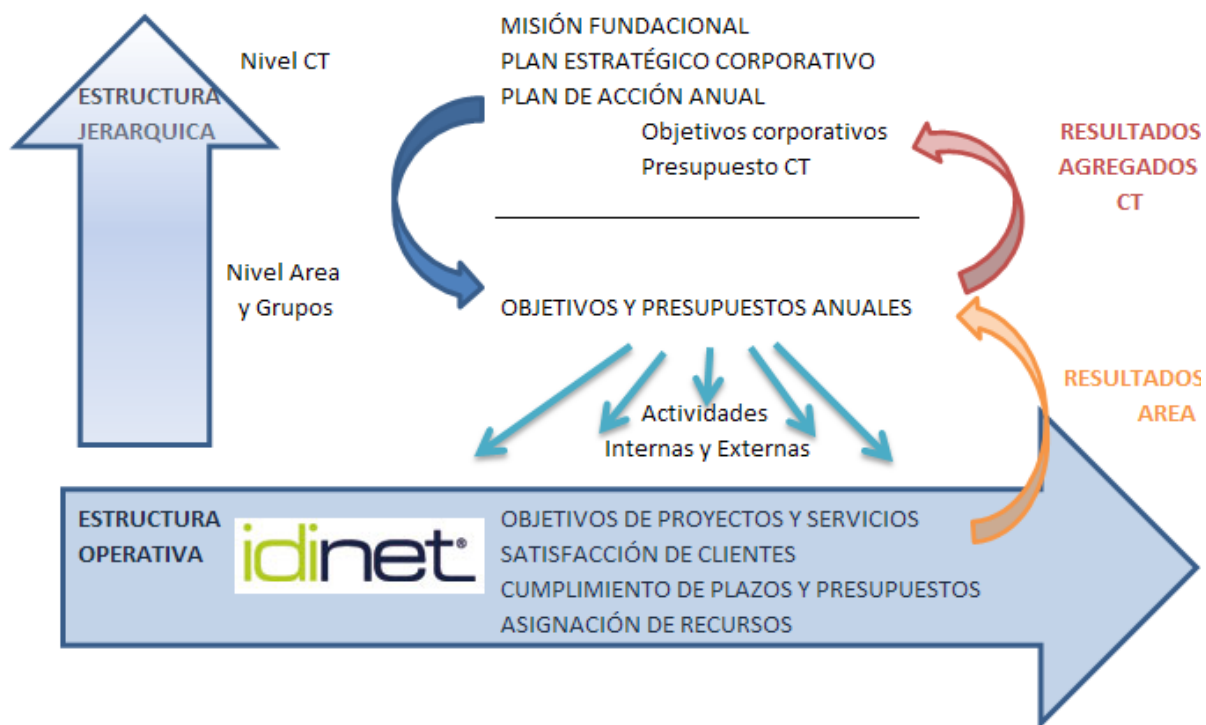 MISIÓN FUNDACIONAL
Nivel CT
PLAN ESTRATÉGICO CORPORATIVO
ESTRUCTURA
JERARQUICA
PLAN DE ACCIÓN ANUAL
Objetivos corporativos
Presupuesto CT
RESULTADOS
AGREGADOS
CT
Nivel Area
y Grupos
OBJETIVOS Y PRESUPUESTOS ANUALES
RESULTADOS
AREA
Actividades
Internas y Externas
ESTRUCTURA
OPERATIVA
idinet®
OBJETIVOS DE PROYECTOS Y SERVICIOS
SATISFACCIÓN DE CLIENTES
CUMPLIMIENTO DE PLAZOS Y PRESUPUESTOS
ASIGNACIÓN DE RECURSOS